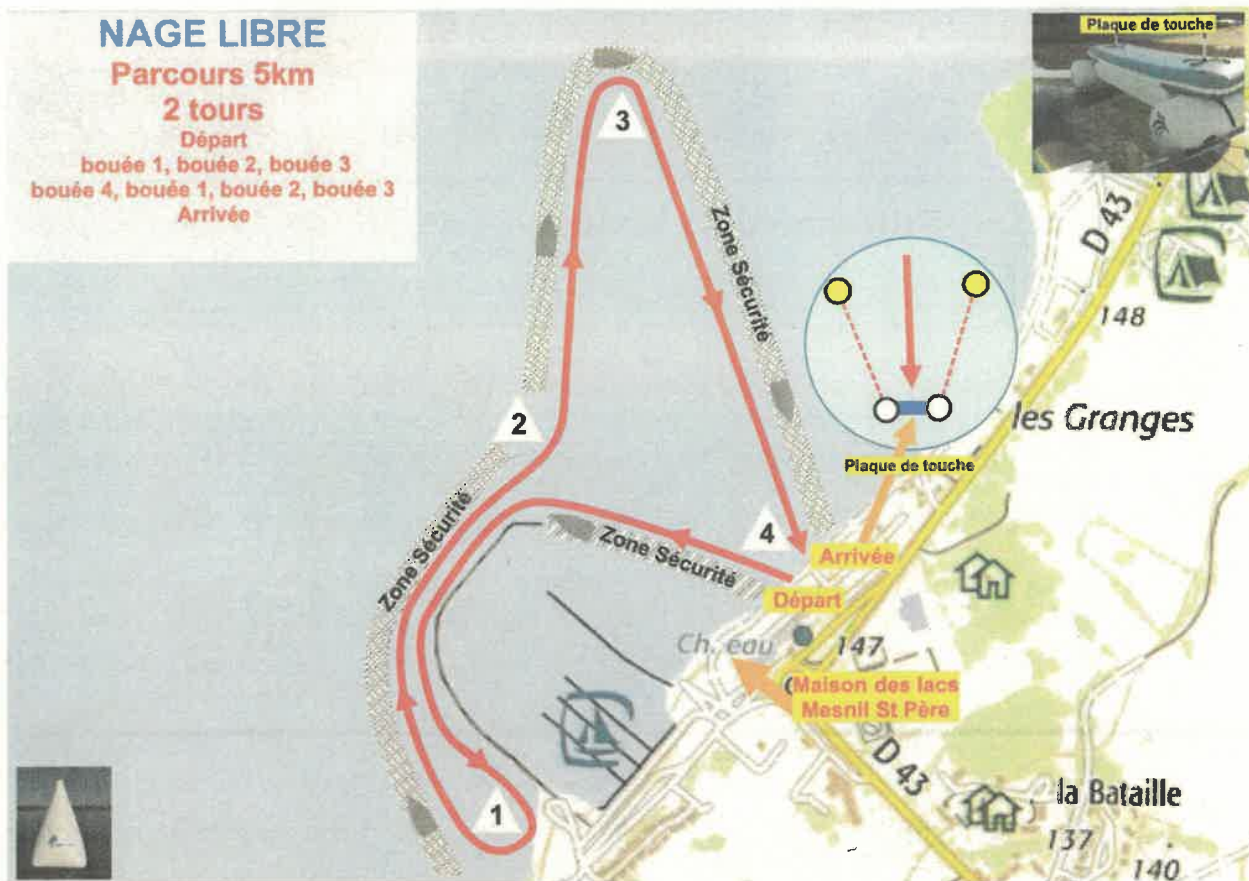 NAGE LIBRE
Parcours 5km
2 tours
Départ
bouée 1, bouée 2, bouée 3
bouée 4, bouée 1, bouée 2, bouée 3
Arrivée
Plaque de touche
3
Zone Sécurité
D 43
148
2
les Granges
Plaque de touche
Zone Sécurité
4
Zone Sécurité
Arrivée
Départ
147
Maison des lacs
Mesnil St Père
D 43
1
la Bataille
137
140